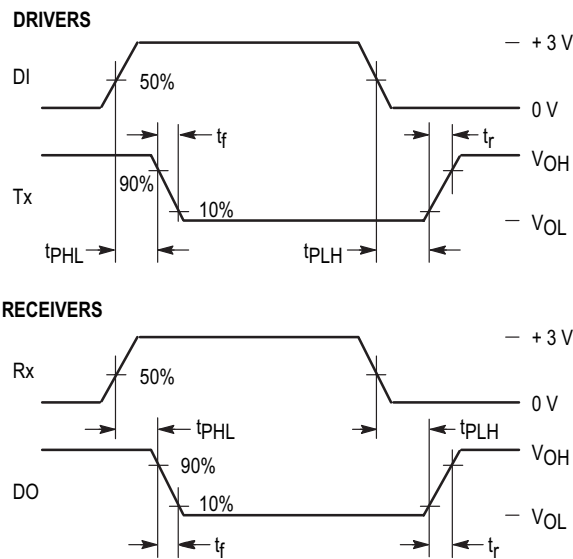 DRIVERS
+ 3 V
DI
50%
0 V
tf
tr
VOH
90%
Tx
10%
VOL
tPHL
tPLH
RECEIVERS
+ 3 V
Rx
50%
0 V
tPHL
tPLH
VOH
90%
DO
10%
VOL
tf
tr